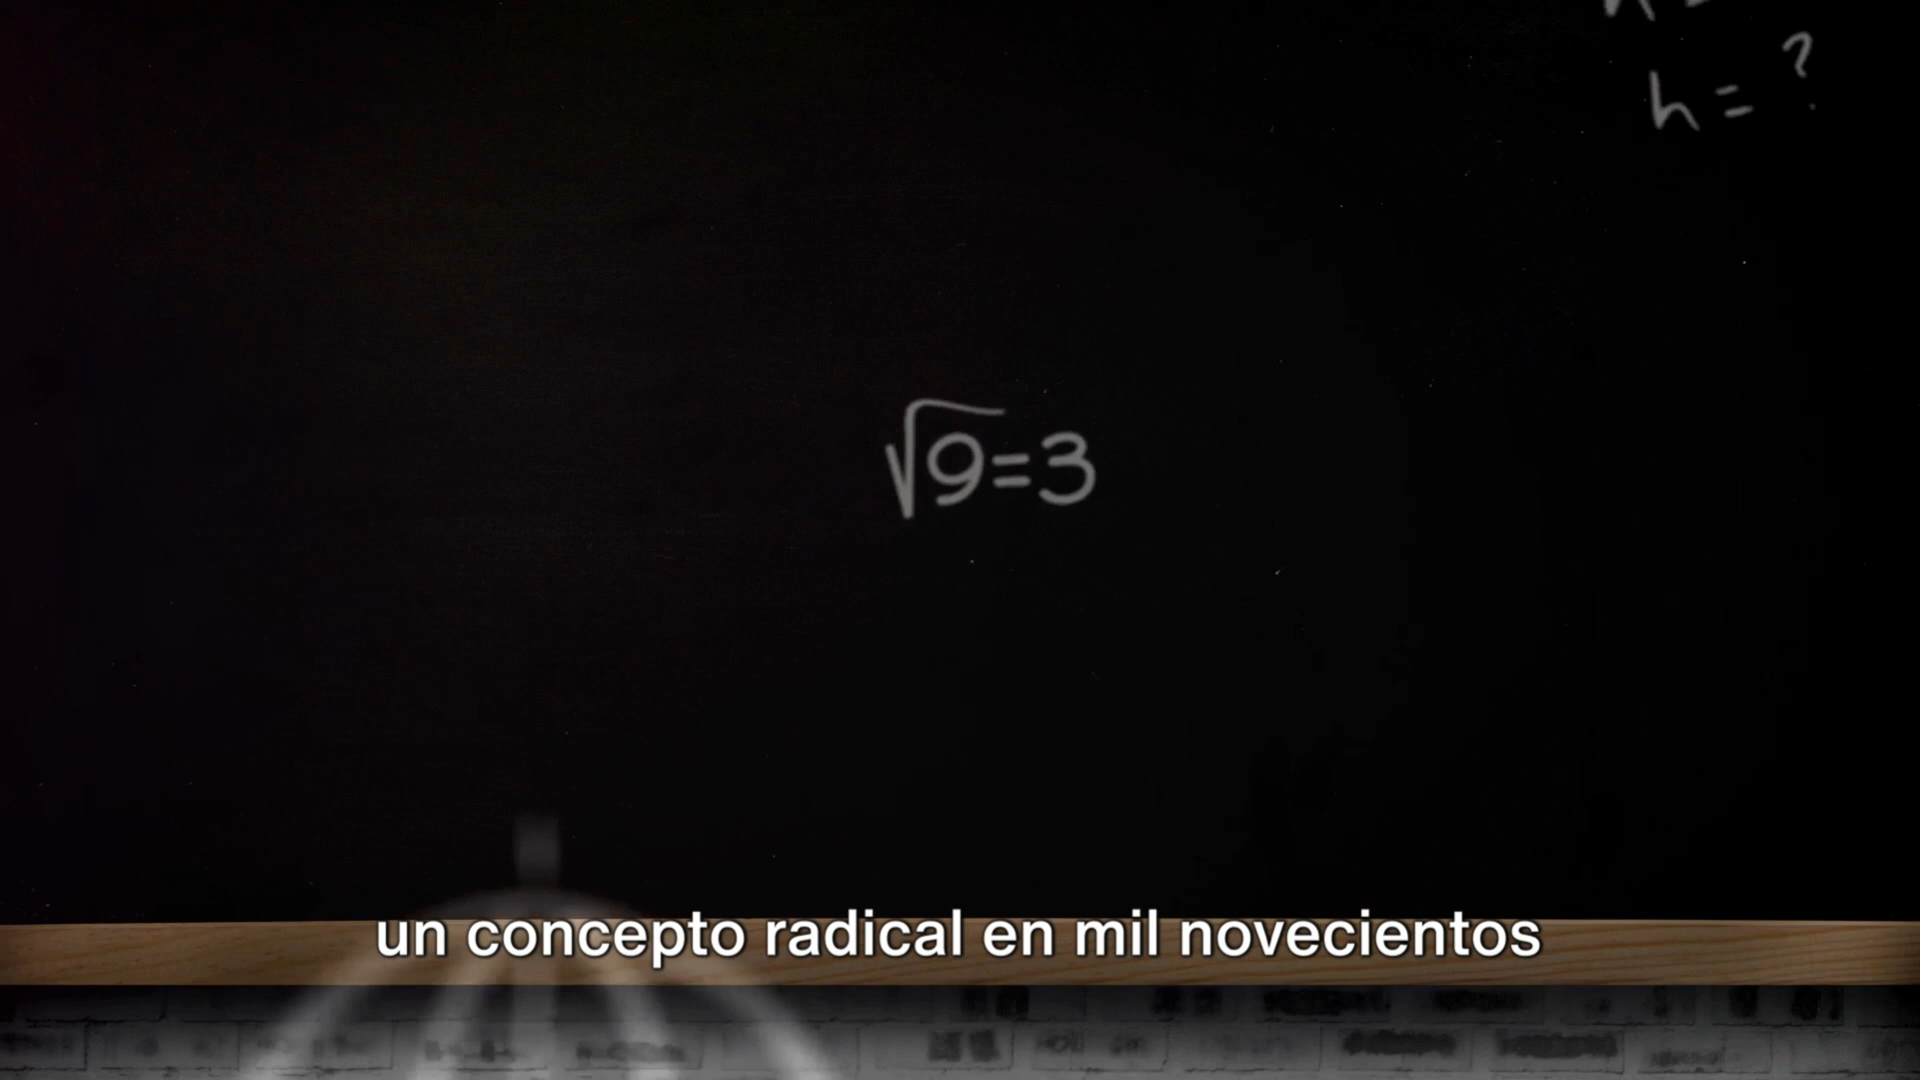 h = ?
√9=3
un concepto radical en mil novecientos